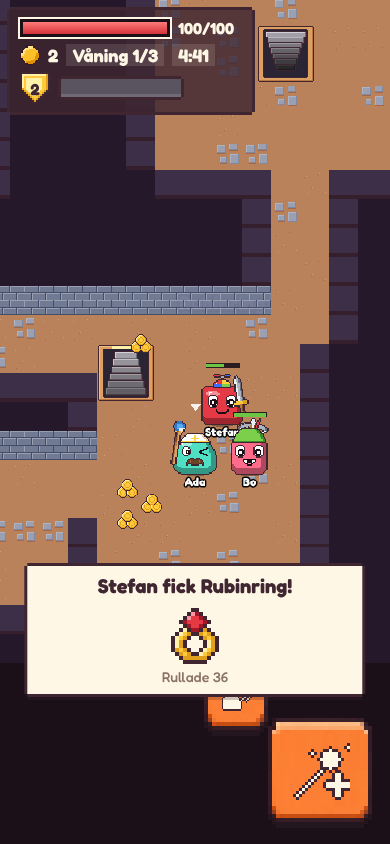 100/100
2 Våning 1/3 4:41
2
Stefan
Ada Bo
Stefan fick Rubinring!
Rullade 36